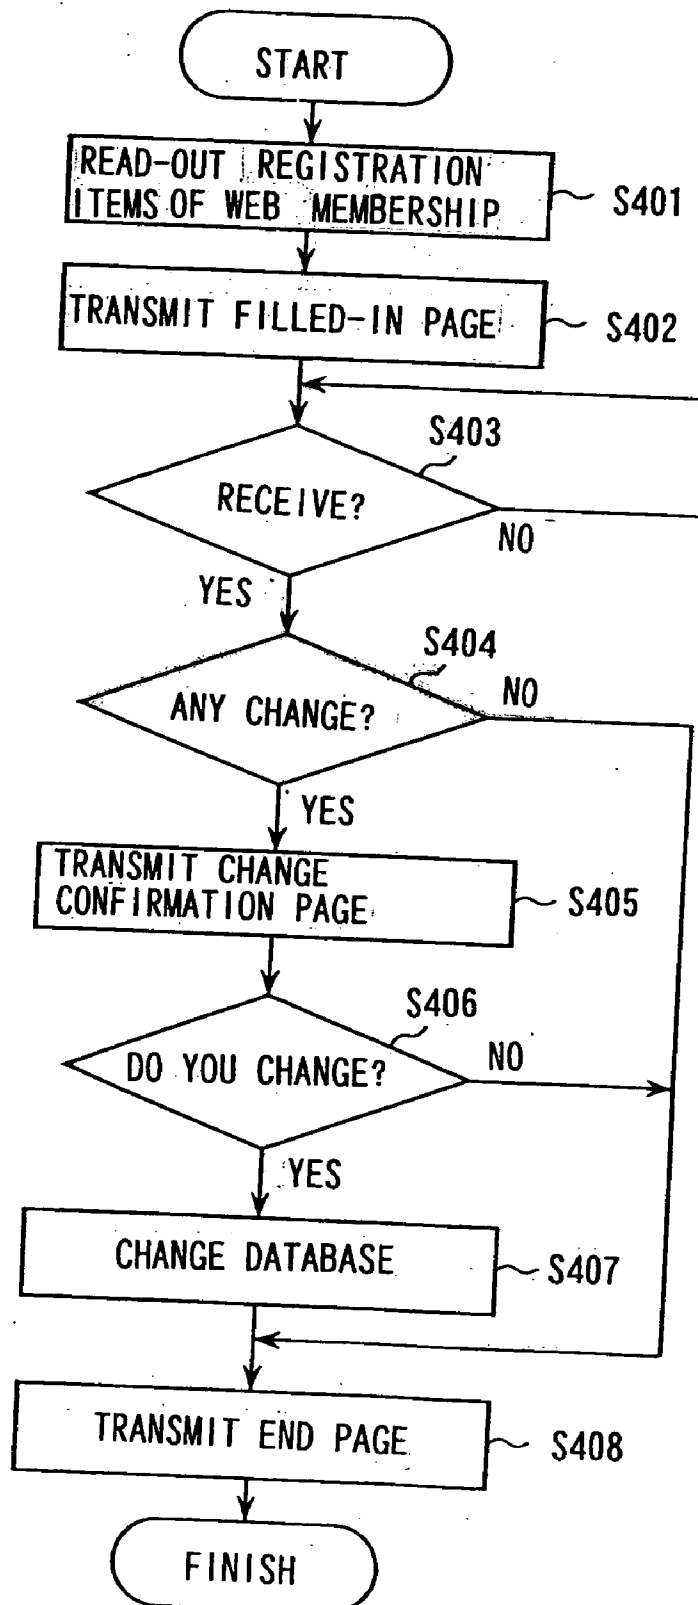 START
READ-OUT REGISTRATION
ITEMS OF WEB MEMBERSHIP
S401
TRANSMIT FILLED-IN PAGE
S402
S403
RECEIVE?
NO
YES
S404
NO
ANY CHANGE?
YES
TRANSMIT CHANGE
CONFIRMATION PAGE
S405
S406
DO YOU CHANGE?
NO
YES
CHANGE DATABASE
S407
TRANSMIT END PAGE
S408
FINISH